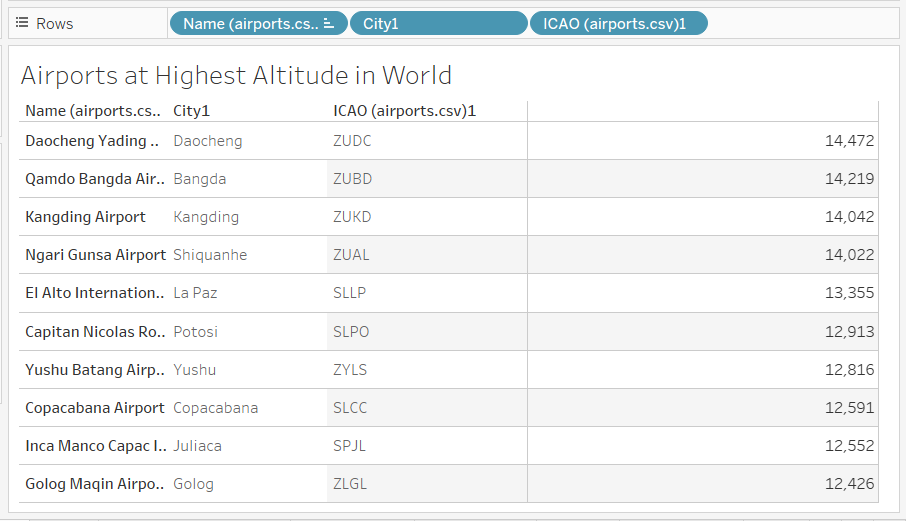 Rows Name (airports.cs.. City1 ICAO (airports.csv)1
Airports at Highest Altitude in World
Name (airports.cs.. City1 ICAO (airports.csv)1
Daocheng Yading .. Daocheng ZUDC 14,472
Qamdo Bangda Air.. Bangda ZUBD 14,219
Kangding Airport Kangding ZUKD 14,042
Ngari Gunsa Airport Shiquanhe ZUAL 14,022
El Alto Internation.. La Paz SLLP 13,355
Capitan Nicolas Ro.. Potosi SLPO 12,913
Yushu Batang Airp.. Yushu ZYLS 12,816
Copacabana Airport Copacabana SLCC 12,591
Inca Manco Capac I.. Juliaca SPJL 12,552
Golog Maqin Airpo.. Golog ZLGL 12,426